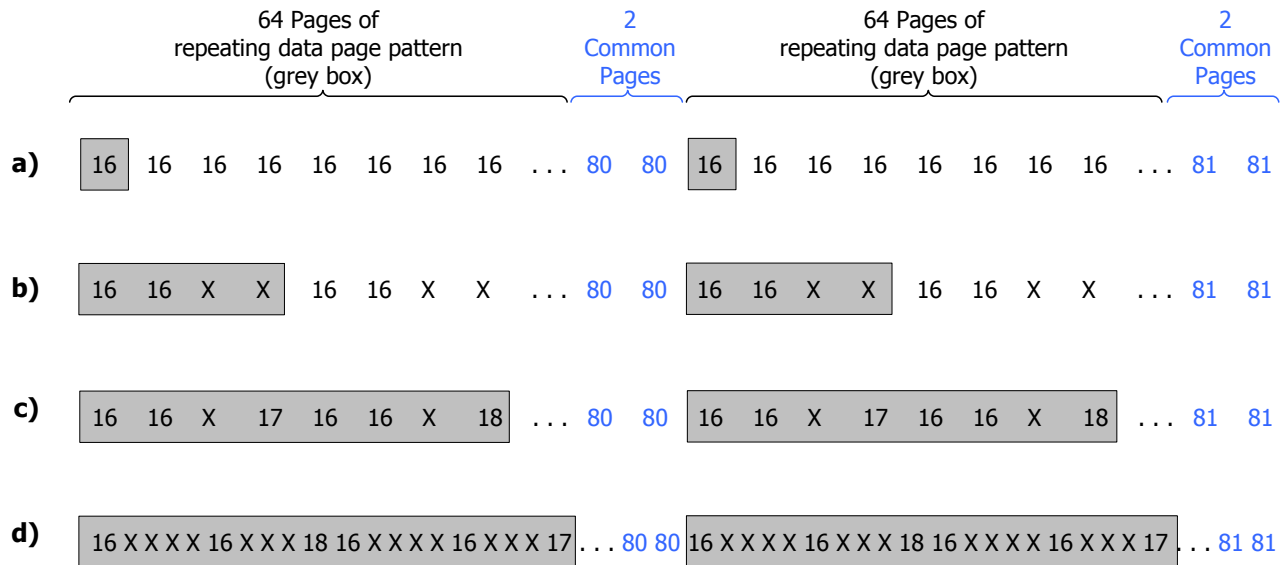 64 Pages of
repeating data page pattern
(grey box)
2
Common
Pages
64 Pages of
repeating data page pattern
(grey box)
2
Common
Pages
a) 16 16 16 16 16 16 16 16 ... 80 80 16 16 16 16 16 16 16 16 ... 81 81
b) 16 16 X X 16 16 X X ... 80 80 16 16 X X 16 16 X X ... 81 81
c) 16 16 X 17 16 16 X 18 ... 80 80 16 16 X 17 16 16 X 18 ... 81 81
d) 16 X X X X 16 X X X 18 16 X X X X 16 X X X 17 ... 80 80 16 X X X X 16 X X X 18 16 X X X X 16 X X X 17 ... 81 81